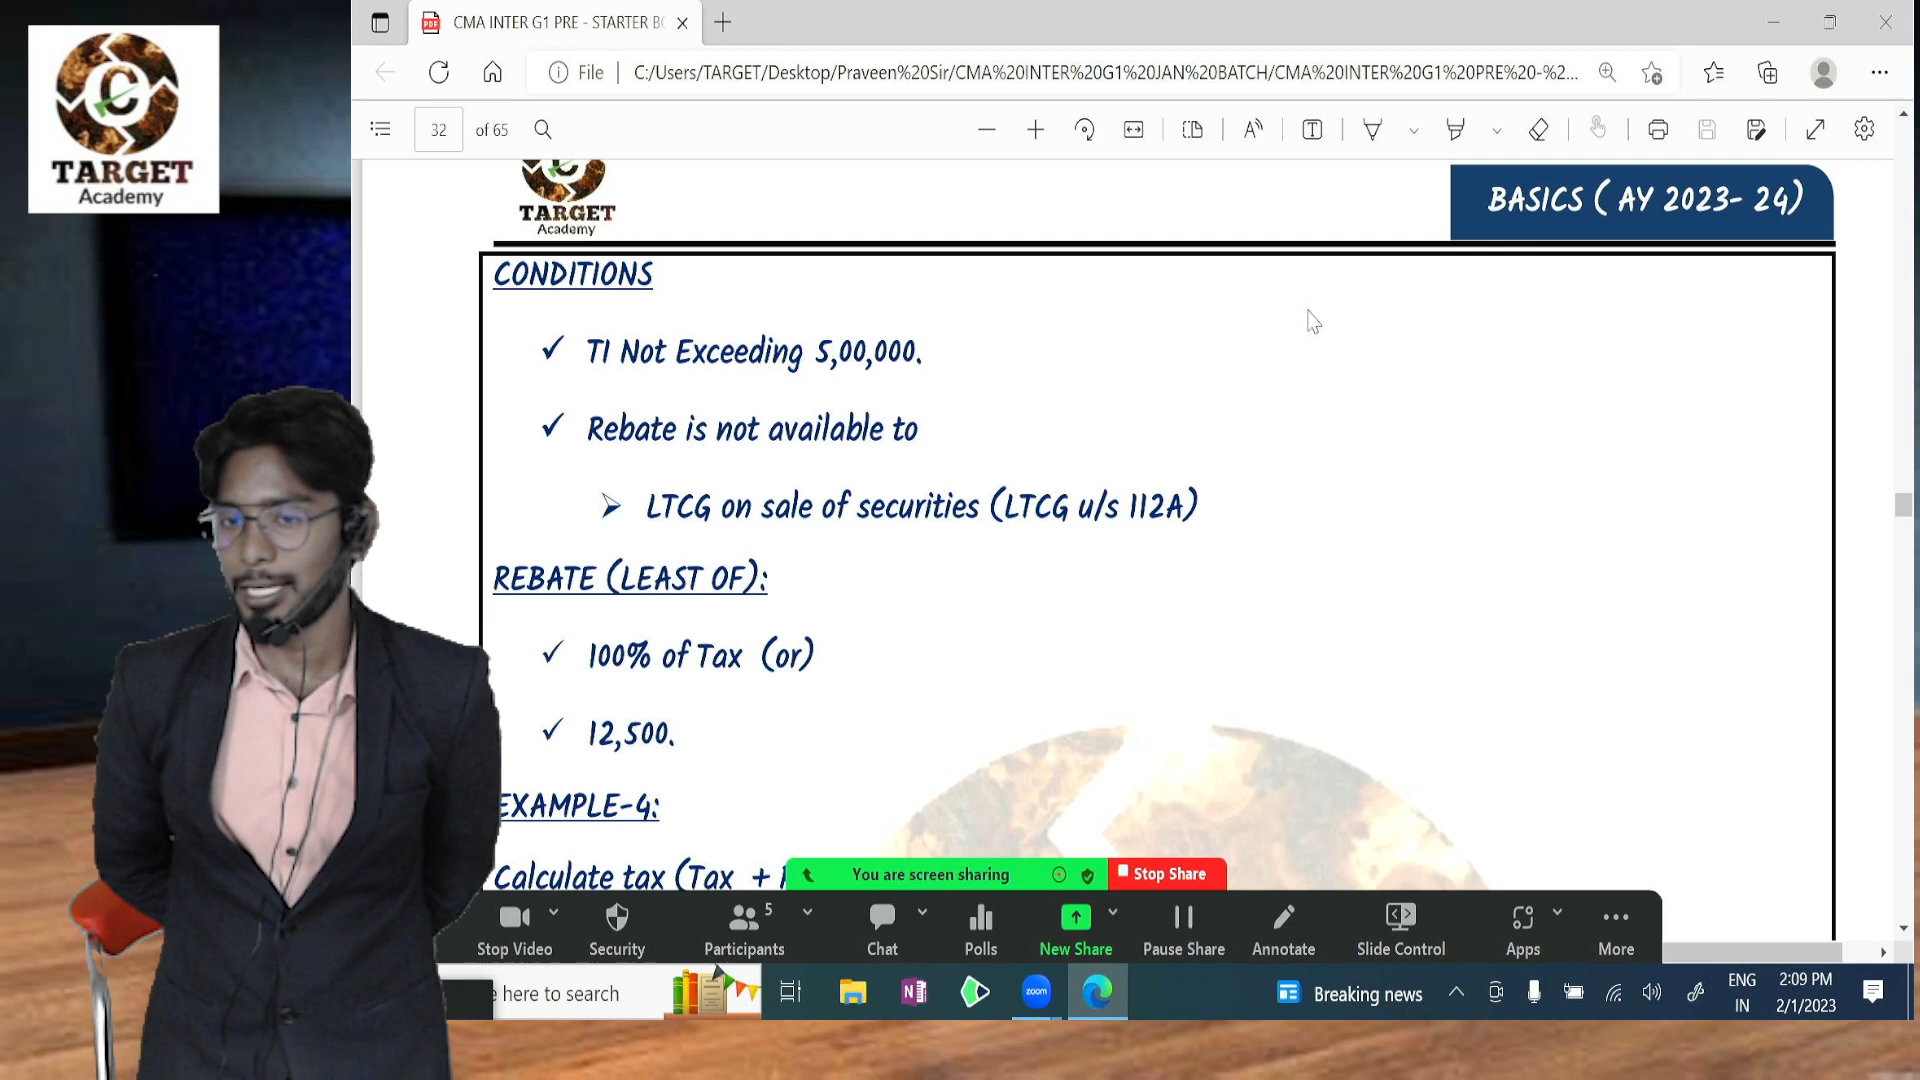 TARGET
Academy
CMA INTER G1 PRE - STARTER BO
File
C:/Users/TARGET/Desktop/Praveen%20Sir/CMA%20INTER%20G1%20JAN%20BATCH/CMA%20INTER%20G1%20PRE%20-%2...
32 of 65
TARGET
Academy
BASICS ( AY 2023- 24)
CONDITIONS
✓ TI Not Exceeding 5,00,000.
✓ Rebate is not available to
➢ LTCG on sale of securities (LTCG u/s 112A)
REBATE (LEAST OF):
✓ 100% of Tax (or)
✓ 12,500.
EXAMPLE-4:
Calculate tax (Tax +
You are screen sharing
Stop Share
Stop Video
Security
Participants 5
Chat
Polls
New Share
Pause Share
Annotate
Slide Control
Apps
More
e here to search
zoom
Breaking news
ENG
IN
2:09 PM
2/1/2023